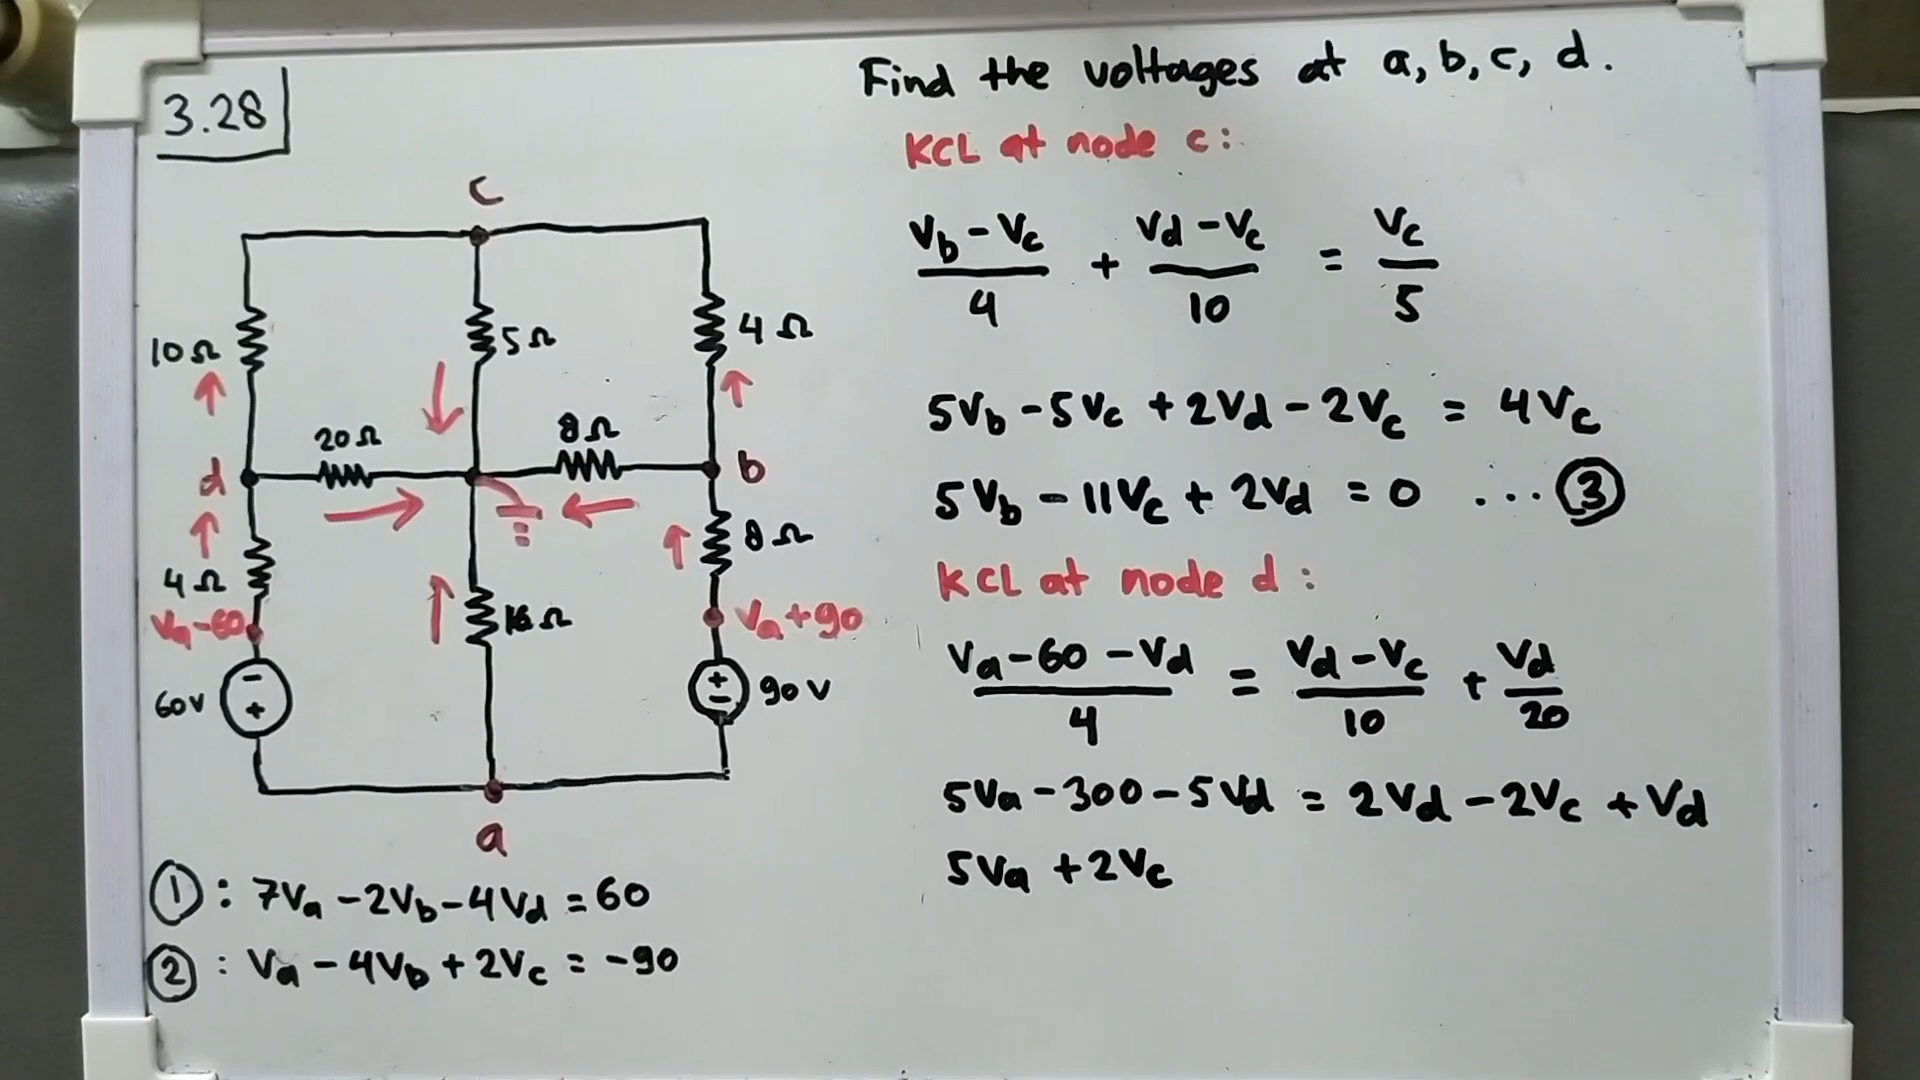 3.28
Find the voltages at a, b, c, d.
KCL at node c:
(Vb - Vc)/4 + (Vd - Vc)/10 = Vc/5
5Vb - 5Vc + 2Vd - 2Vc = 4Vc
5Vb - 11Vc + 2Vd = 0 ... ③
KCL at node d:
(Va - 60 - Vd)/4 = (Vd - Vc)/10 + Vd/20
5Va - 300 - 5Vd = 2Vd - 2Vc + Vd
5Va + 2Vc
c
10Ω
5Ω
4Ω
20Ω
8Ω
d
b
4Ω
8Ω
Va-60
16Ω
Va+90
60V
- +
+ -
90V
a
① : 7Va - 2Vb - 4Vd = 60
② : Va - 4Vb + 2Vc = -90